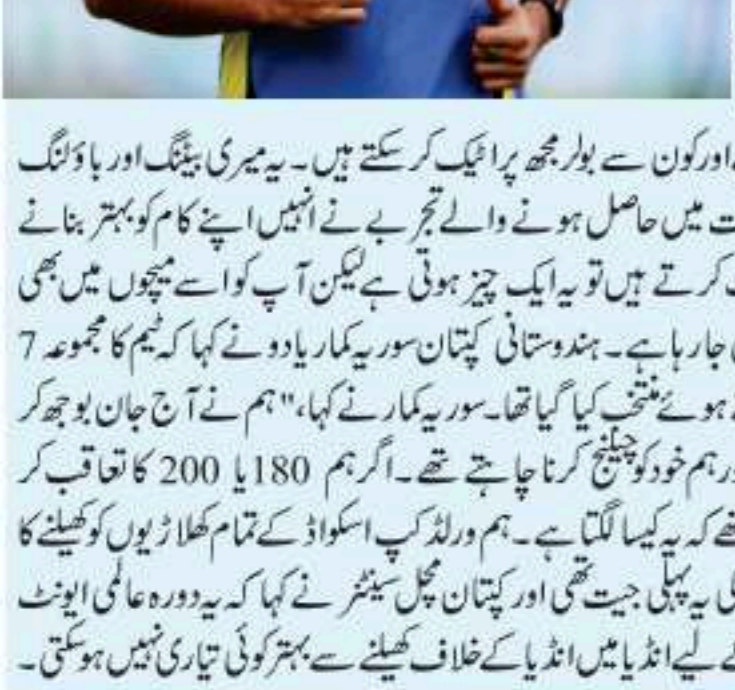 اور کون سے بولر مجھ پر اٹیک کر سکتے ہیں۔ یہ میری بیٹنگ اور باؤلنگ
میں حاصل ہونے والے تجربے نے انہیں اپنے کام کو بہتر بنانے
کرتے ہیں تو یہ ایک چیز ہوتی ہے لیکن آپ کو اسے میچوں میں بھی
جا رہا ہے۔ ہندوستانی کپتان سوریہ کمار یادو نے کہا کہ ٹیم کا مجموعہ 7
ہوئے منتخب کیا گیا تھا۔ سوریہ کمار نے کہا، "ہم نے آج جان بوجھ کر
ہم خود کو چیلنج کرنا چاہتے تھے۔ اگر ہم 180 یا 200 کا تعاقب کر
کہ یہ کیسا لگتا ہے۔ ہم ورلڈ کپ اسکواڈ کے تمام کھلاڑیوں کو کھیلنے کا
یہ پہلی جیت تھی اور کپتان مچل سینٹر نے کہا کہ یہ دورہ عالمی ایونٹ
لیے انڈیا میں انڈیا کے خلاف کھیلنے سے بہتر کوئی تیاری نہیں ہو سکتی۔